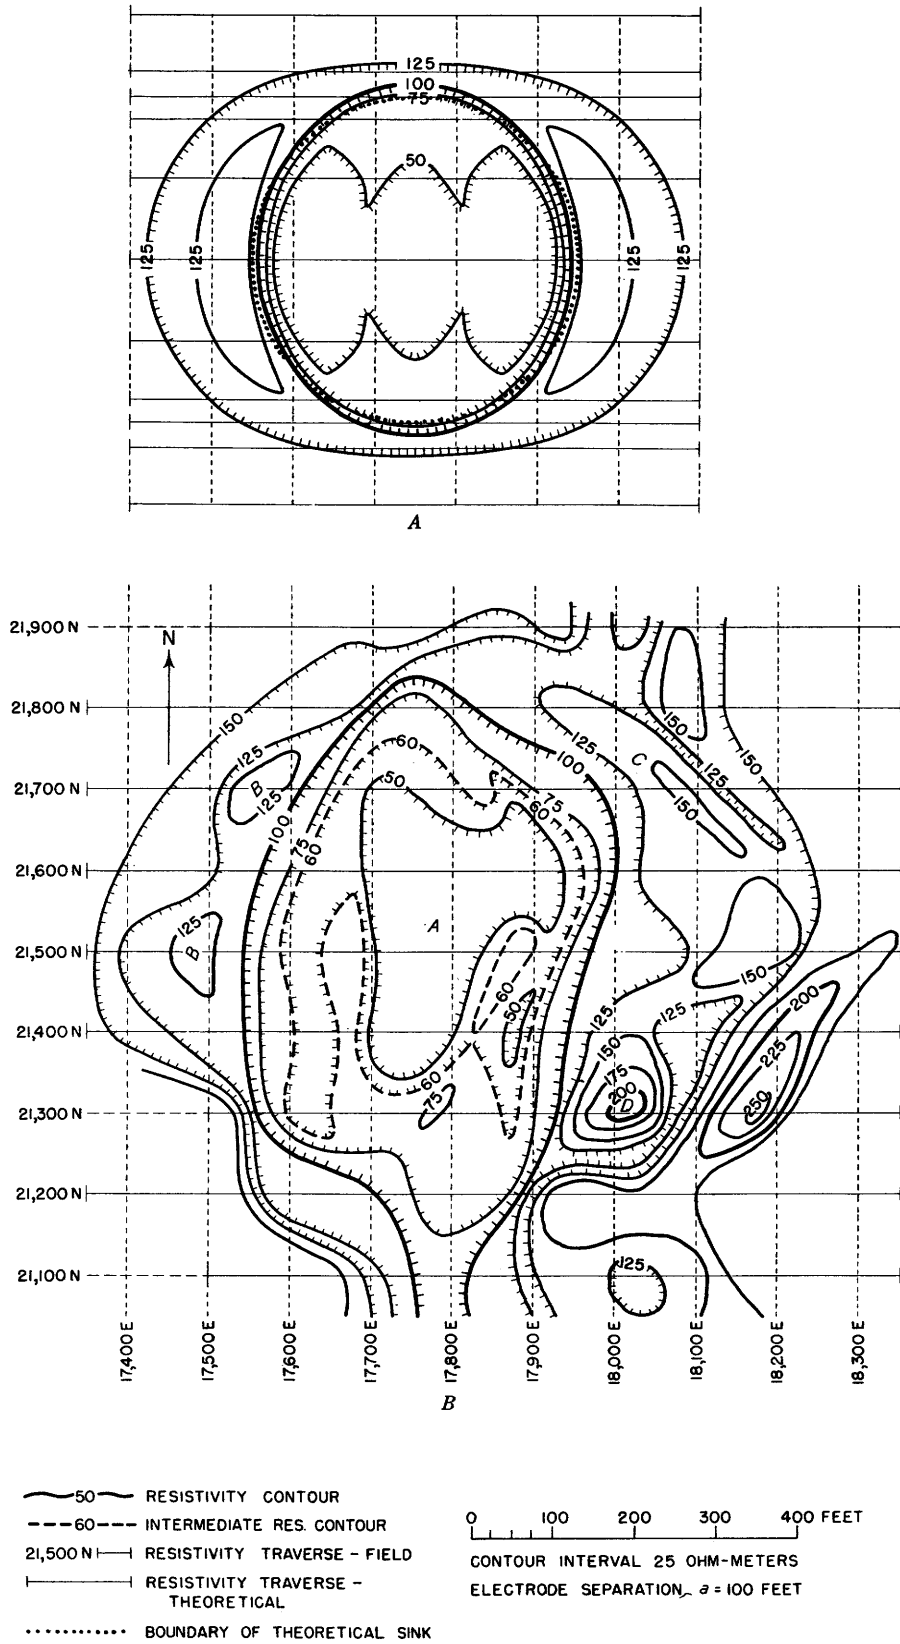 125
100
75
50
125
125
125
125
A
21,900 N
N
21,800 N
150
150
150
125
125
C
60
100
125
B
50
21,700 N
125
75
60
150
100
75
60
21,600 N
125
A
B
21,500 N
150
60
200
50
125
125
21,400 N
150
225
60
175
200
75
D
250
21,300 N
21,200 N
125
21,100 N
17,400 E
17,500 E
17,600 E
17,700 E
17,800 E
17,900 E
18,000 E
18,100 E
18,200 E
18,300 E
B
50 RESISTIVITY CONTOUR
60 INTERMEDIATE RES. CONTOUR
21,500 N RESISTIVITY TRAVERSE - FIELD
RESISTIVITY TRAVERSE -
THEORETICAL
BOUNDARY OF THEORETICAL SINK
0 100 200 300 400 FEET
CONTOUR INTERVAL 25 OHM-METERS
ELECTRODE SEPARATION, a = 100 FEET